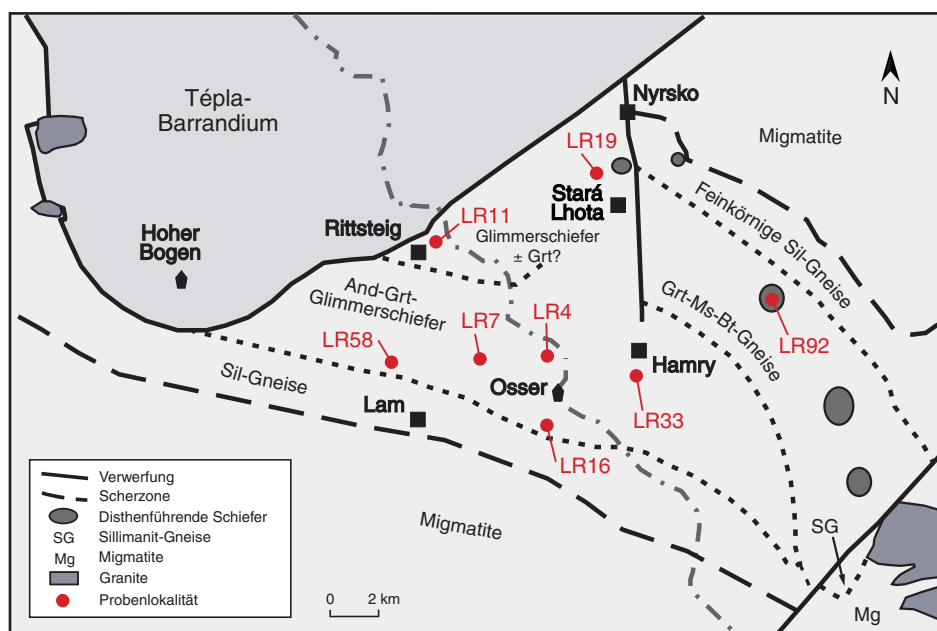 Tépla-
Barrandium
Nyrsko
N
Migmatite
LR19
Stará
Lhota
Feinkörnige Sil-Gneise
Hoher
Bogen
Rittsteig
LR11
Glimmerschiefer
± Grt?
And-Grt-
Glimmerschiefer
Grt-Ms-Bt-Gneise
LR92
LR58
LR7
LR4
Hamry
Sil-Gneise
Osser
Lam
LR33
LR16
Migmatite
SG
Mg
Verwerfung
Scherzone
Disthenführende Schiefer
SG Sillimanit-Gneise
Mg Migmatite
Granite
Probenlokalität
0 2 km